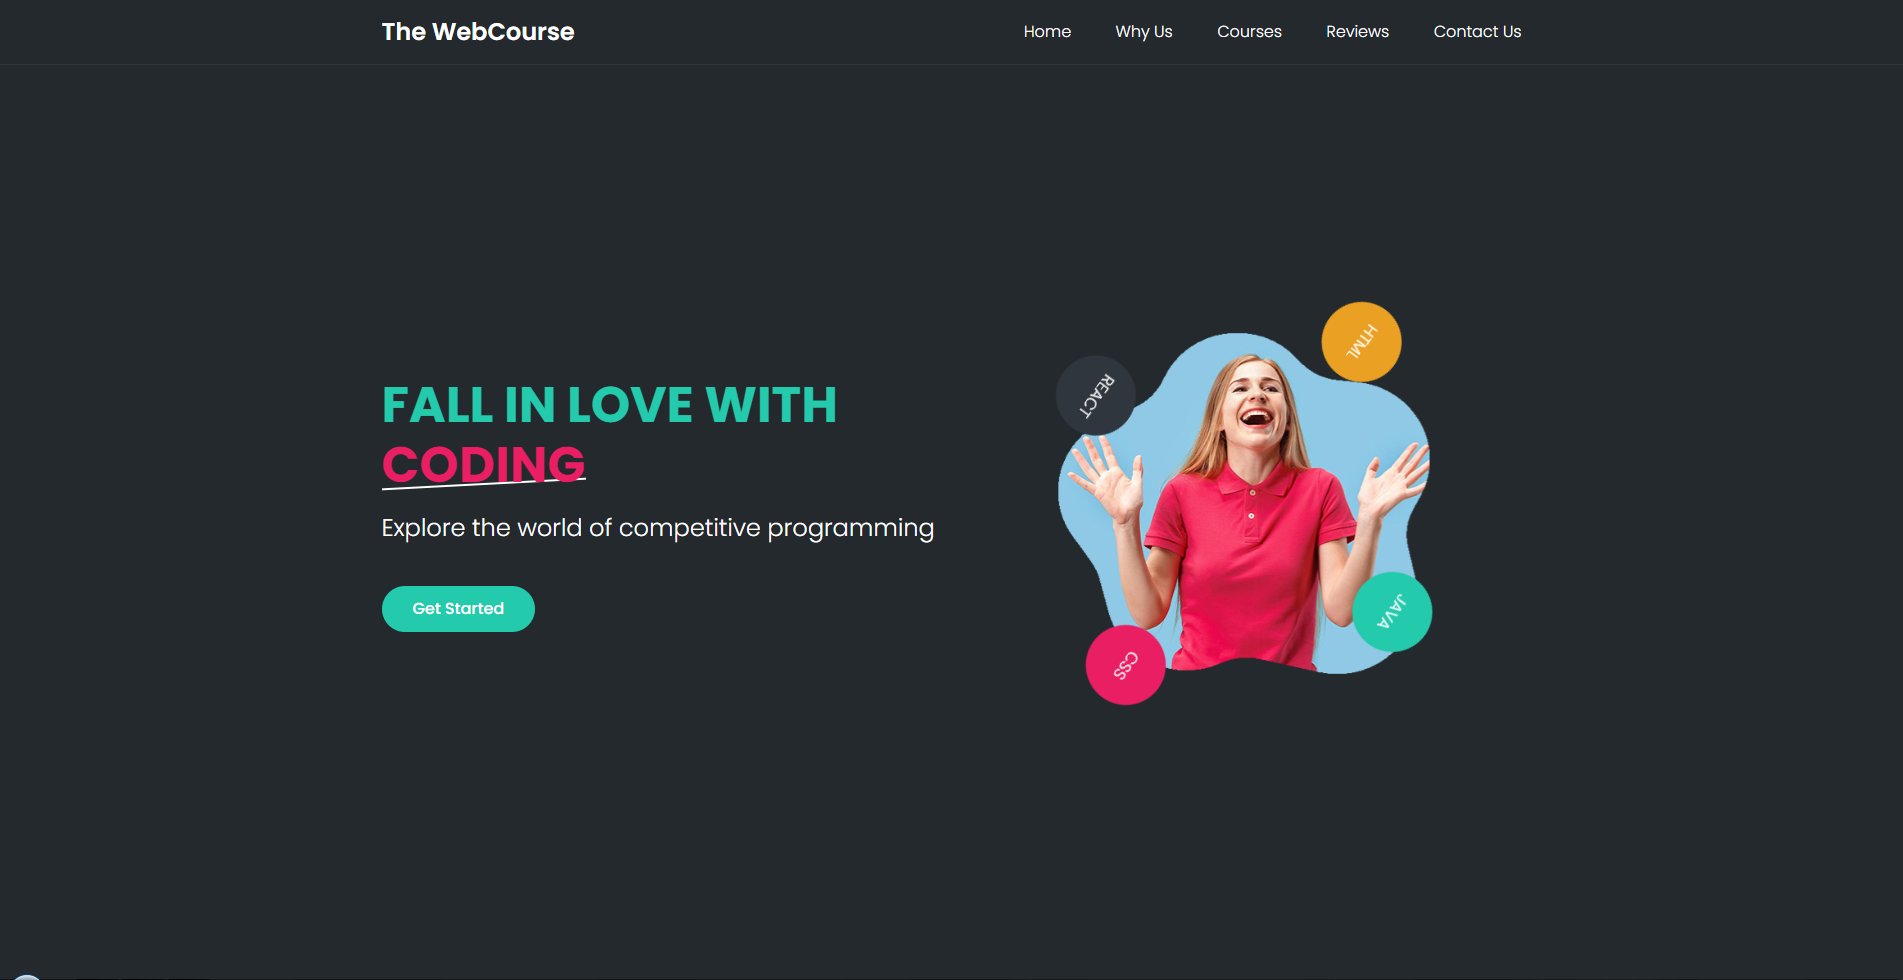 The WebCourse
Home Why Us Courses Reviews Contact Us
FALL IN LOVE WITH
CODING
Explore the world of competitive programming
Get Started
HTML
REACT
JAVA
CSS